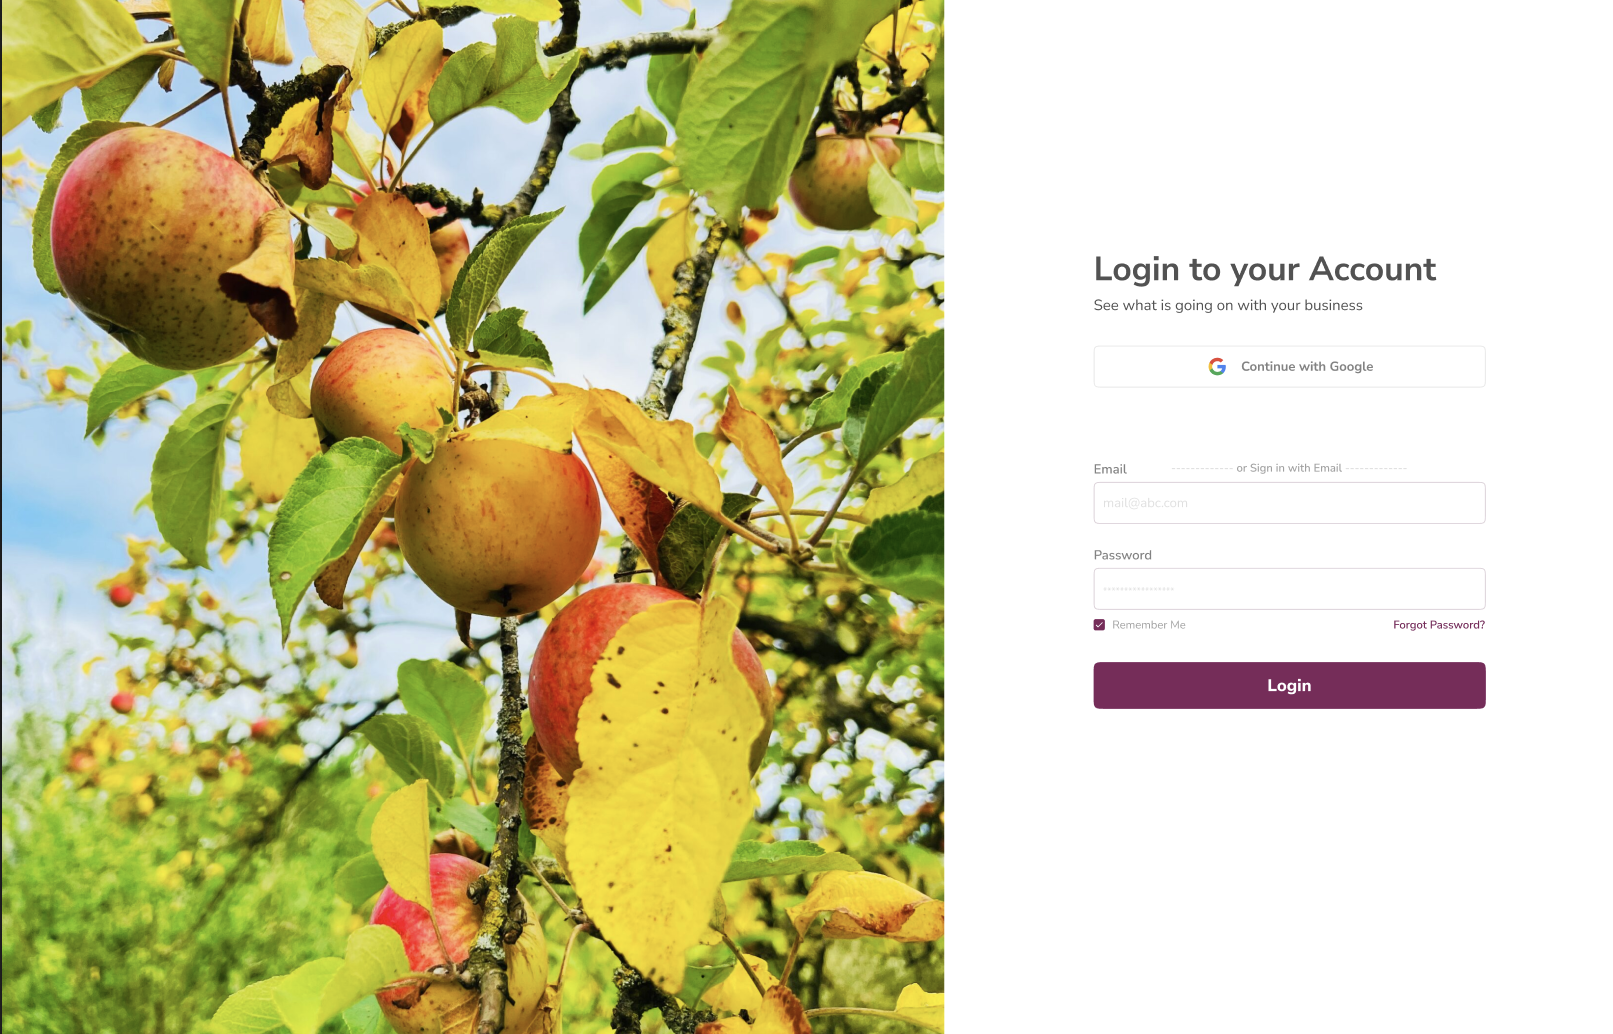 Login to your Account
See what is going on with your business
Continue with Google
------------- or Sign in with Email -------------
Email
mail@abc.com
Password
****************
Remember Me
Forgot Password?
Login